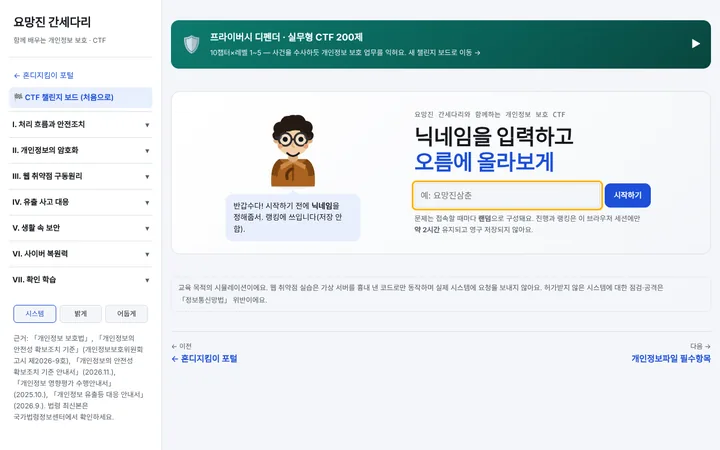 요망진 간세다리
함께 배우는 개인정보 보호 · CTF
← 혼디지킴이 포털
🏁 CTF 챌린지 보드 (처음으로)
I. 처리 흐름과 안전조치 ▾
II. 개인정보의 암호화 ▾
III. 웹 취약점 구동원리 ▾
IV. 유출 사고 대응 ▾
V. 생활 속 보안 ▾
VI. 사이버 복원력 ▾
VII. 확인 학습 ▾
시스템 밝게 어둡게
근거: 「개인정보 보호법」, 「개인정보의
안전성 확보조치 기준」(개인정보보호위원회
고시 제2026-9호), 「개인정보의 안전성
확보조치 기준 안내서」(2026.11.),
「개인정보 영향평가 수행안내서」
(2025.10.), 「개인정보 유출등 대응 안내서」
(2026.9.). 법령 최신본은
국가법령정보센터에서 확인하세요.
프라이버시 디펜더 · 실무형 CTF 200제
10챕터×레벨 1~5 — 사건을 수사하듯 개인정보 보호 업무를 익혀요. 새 챌린지 보드로 이동 →
▶
반갑수다! 시작하기 전에 닉네임을
정해줍서. 랭킹에 쓰입니다(저장 안
함).
요망진 간세다리와 함께하는 개인정보 보호 CTF
닉네임을 입력하고
오름에 올라보게
예: 요망진삼춘
시작하기
문제는 접속할 때마다 랜덤으로 구성돼요. 진행과 랭킹은 이 브라우저 세션에만
약 2시간 유지되고 영구 저장되지 않아요.
교육 목적의 시뮬레이션이에요. 웹 취약점 실습은 가상 서버를 흉내 낸 코드로만 동작하며 실제 시스템에 요청을 보내지 않아요. 허가받지 않은 시스템에 대한 점검·공격은
「정보통신망법」 위반이에요.
← 이전
← 혼디지킴이 포털
다음 →
개인정보파일 필수항목